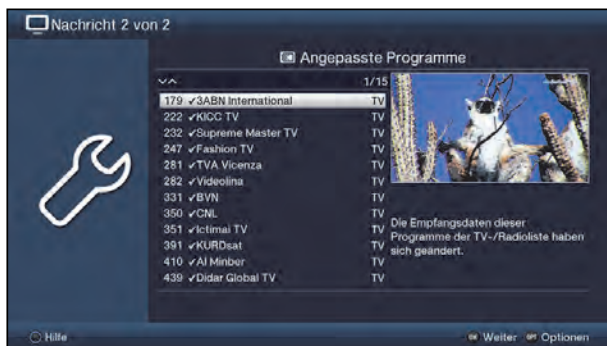 Nachricht 2 von 2
Angepasste Programme
1/15
179 ✓3ABN International TV
222 ✓KICC TV TV
232 ✓Supreme Master TV TV
247 ✓Fashion TV TV
281 ✓TVA Vicenza TV
282 ✓Videolina TV
331 ✓BVN TV
350 ✓CNL TV
351 ✓Ictimai TV TV
391 ✓KURDsat TV
410 ✓Al Minber TV
439 ✓Didar Global TV TV
Die Empfangsdaten dieser
Programme der TV-/Radioliste haben
sich geändert.
Hilfe
OK Weiter OPT Optionen